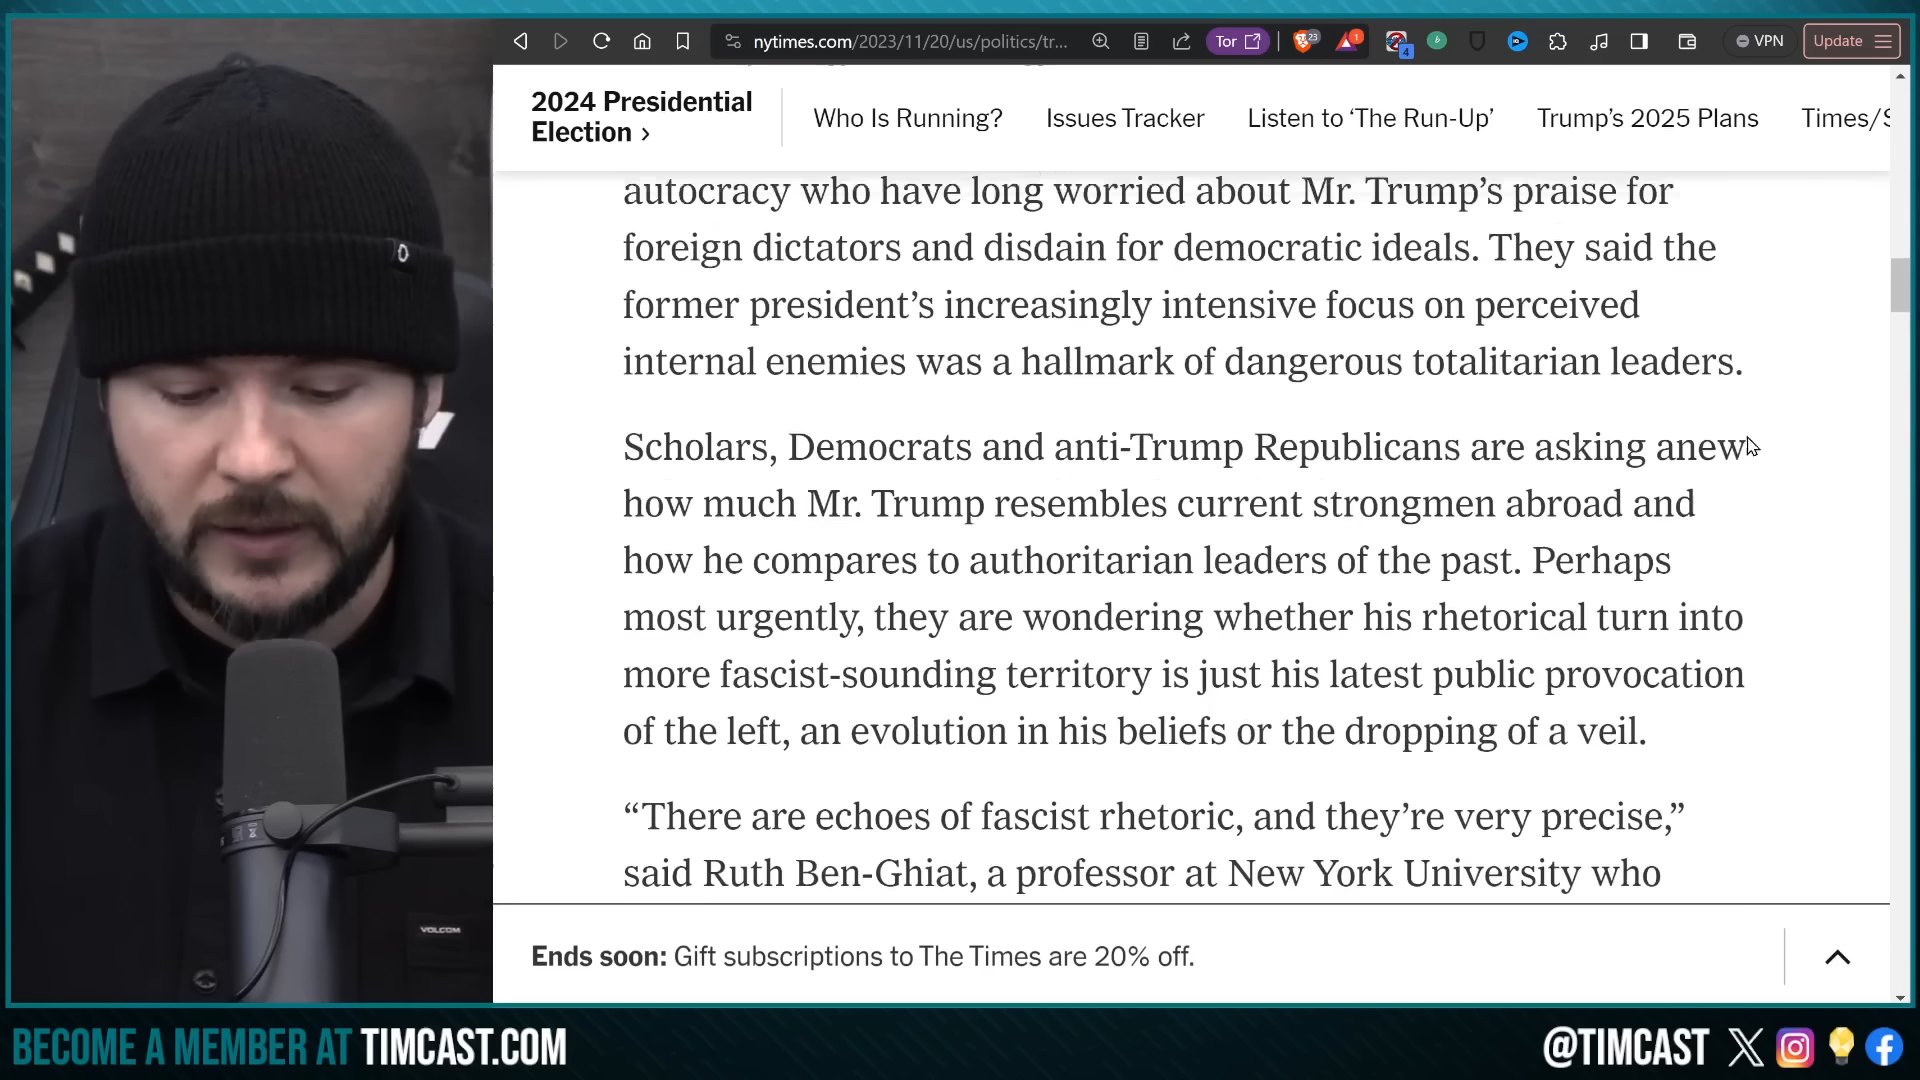 nytimes.com/2023/11/20/us/politics/tr...
Tor
23
1
4
VPN
Update
2024 Presidential
Election ›
Who Is Running?
Issues Tracker
Listen to ‘The Run-Up’
Trump’s 2025 Plans
Times/S
autocracy who have long worried about Mr. Trump’s praise for
foreign dictators and disdain for democratic ideals. They said the
former president’s increasingly intensive focus on perceived
internal enemies was a hallmark of dangerous totalitarian leaders.
Scholars, Democrats and anti-Trump Republicans are asking anew
how much Mr. Trump resembles current strongmen abroad and
how he compares to authoritarian leaders of the past. Perhaps
most urgently, they are wondering whether his rhetorical turn into
more fascist-sounding territory is just his latest public provocation
of the left, an evolution in his beliefs or the dropping of a veil.
“There are echoes of fascist rhetoric, and they’re very precise,”
said Ruth Ben-Ghiat, a professor at New York University who
Ends soon: Gift subscriptions to The Times are 20% off.
VOLCOM
BECOME A MEMBER AT TIMCAST.COM
@TIMCAST